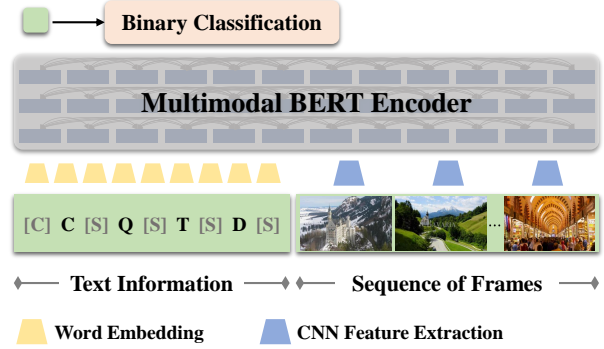 Binary Classification
Multimodal BERT Encoder
[C] C [S] Q [S] T [S] D [S]
...
Text Information Sequence of Frames
Word Embedding CNN Feature Extraction